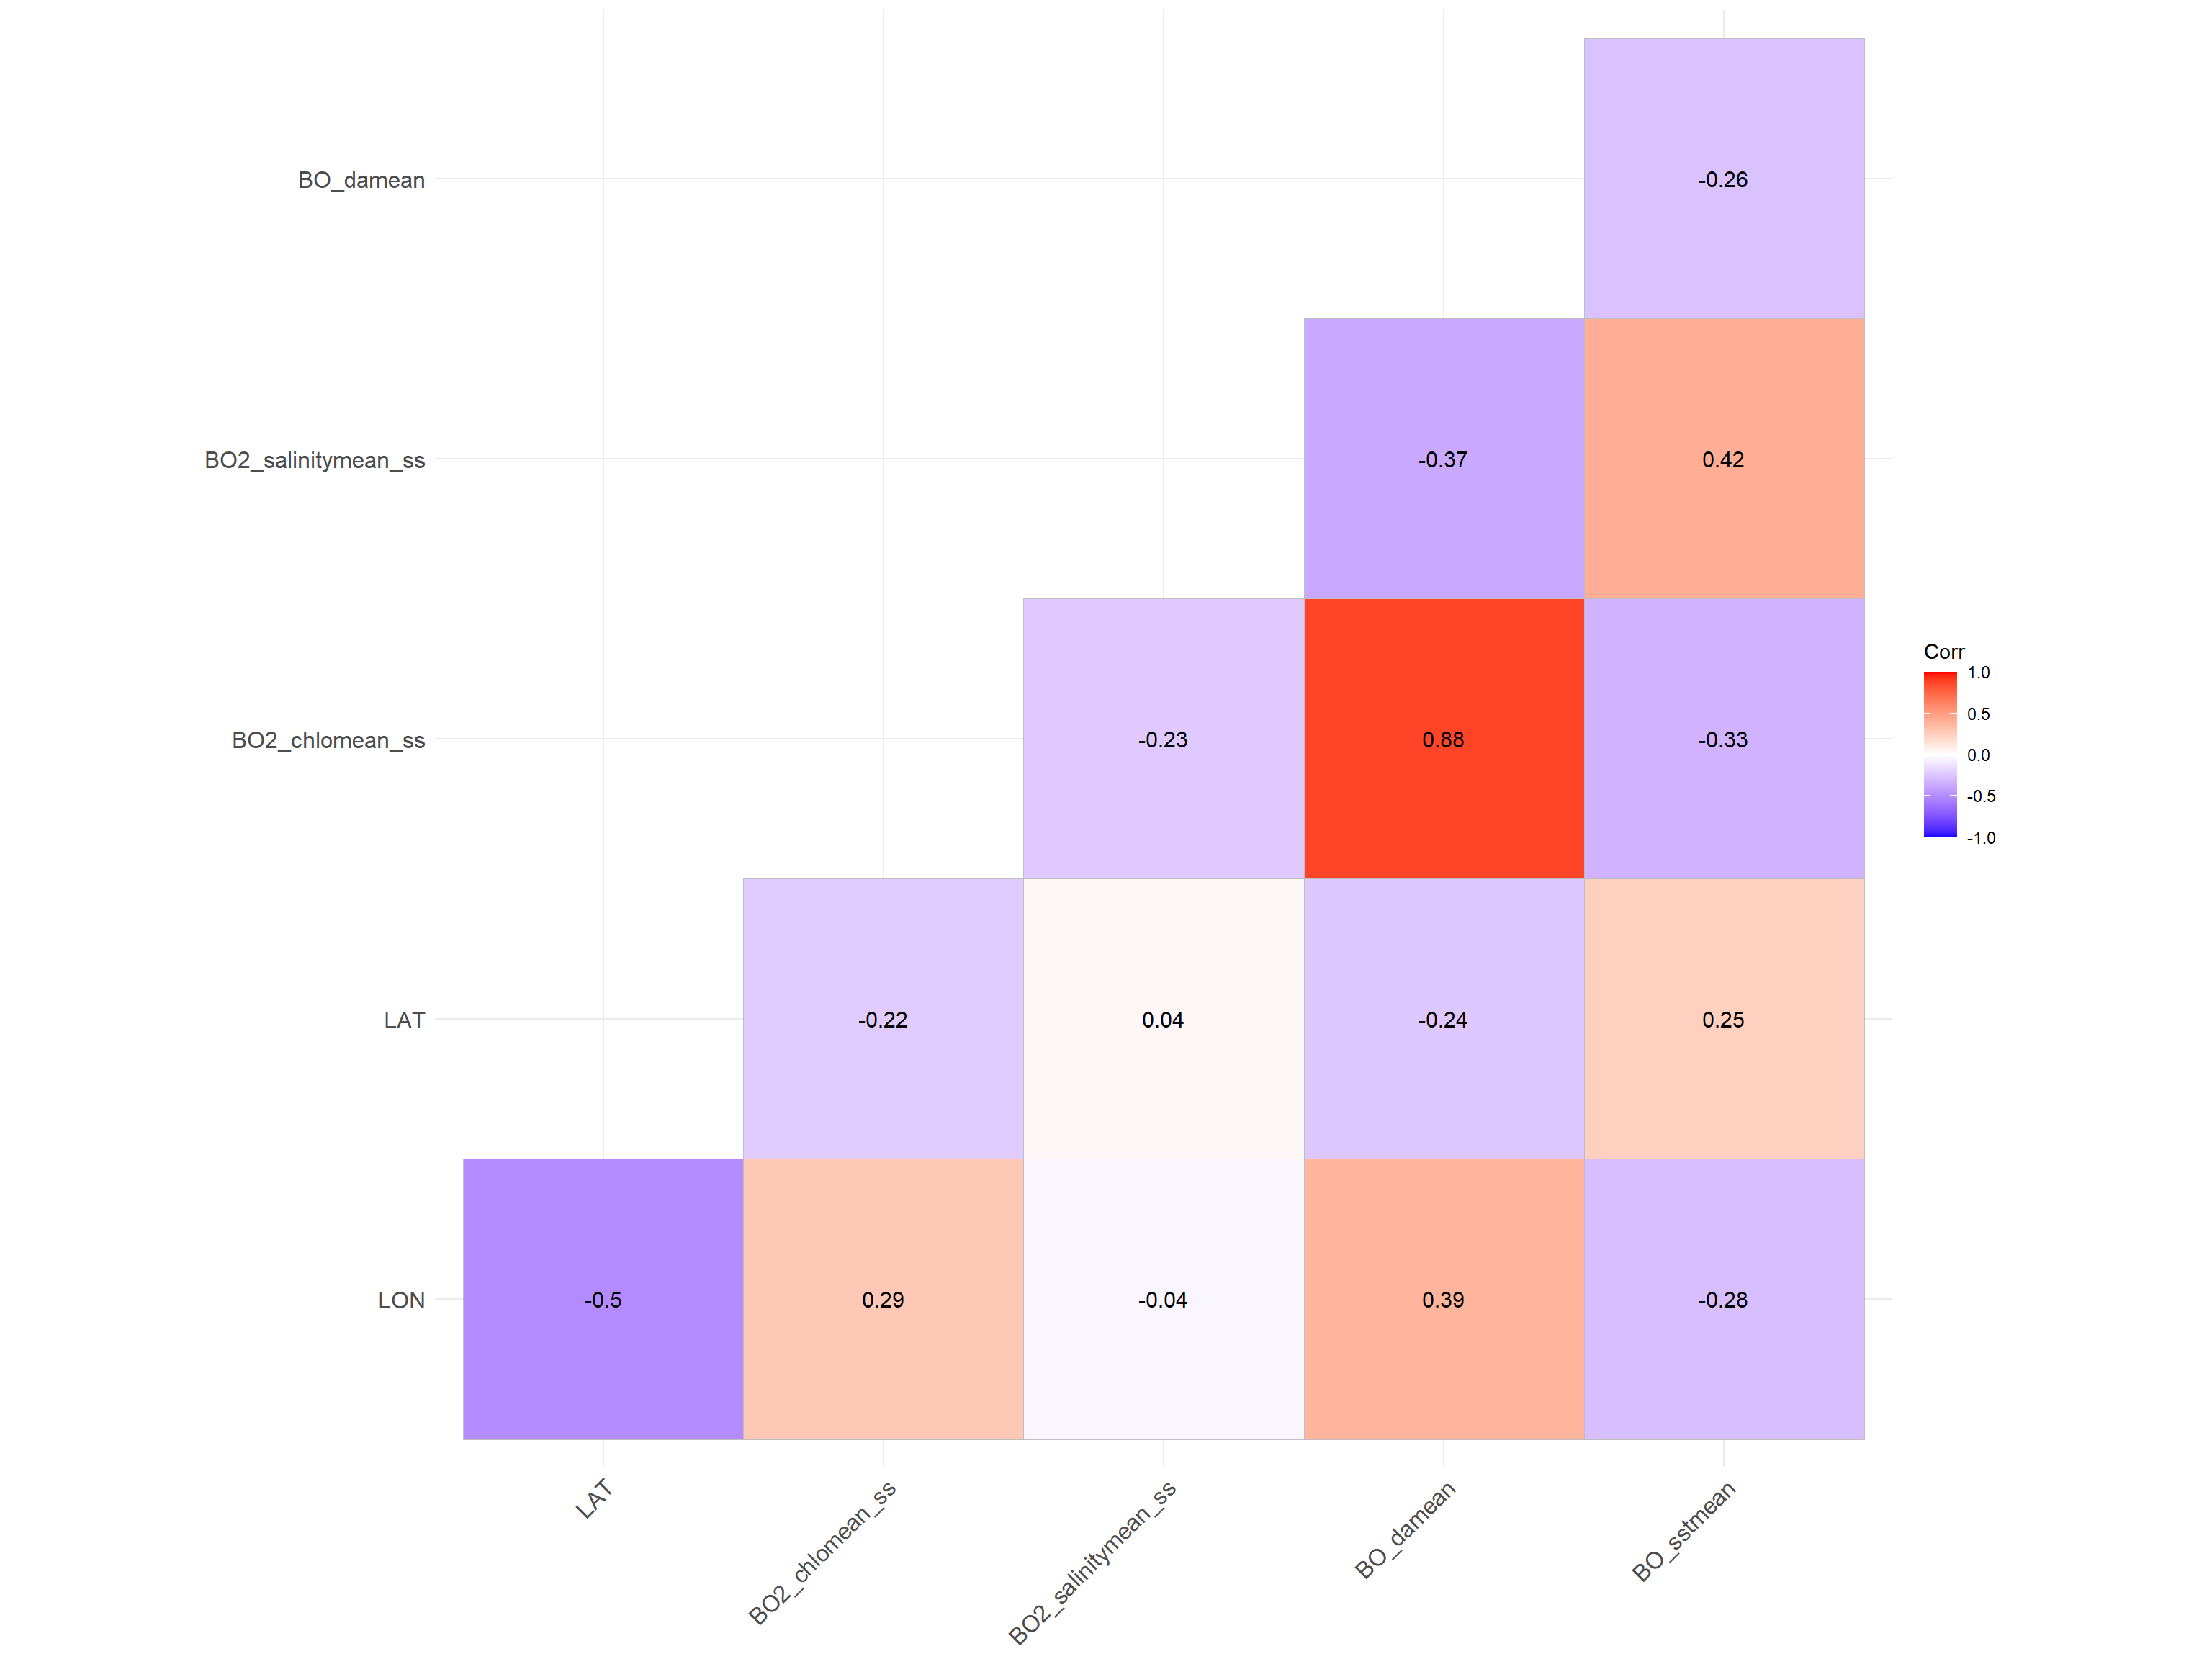 BO_damean
-0.26
BO2_salinitymean_ss
-0.37
0.42
BO2_chlomean_ss
-0.23
0.88
-0.33
LAT
-0.22
0.04
-0.24
0.25
LON
-0.5
0.29
-0.04
0.39
-0.28
LAT
BO2_chlomean_ss
BO2_salinitymean_ss
BO_damean
BO_sstmean
Corr
1.0
0.5
0.0
-0.5
-1.0